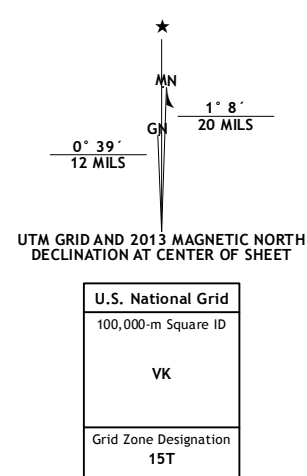 ★
MN
1° 8´
20 MILS
GN
0° 39´
12 MILS
UTM GRID AND 2013 MAGNETIC NORTH
DECLINATION AT CENTER OF SHEET
U.S. National Grid
100,000-m Square ID
VK
Grid Zone Designation
15T